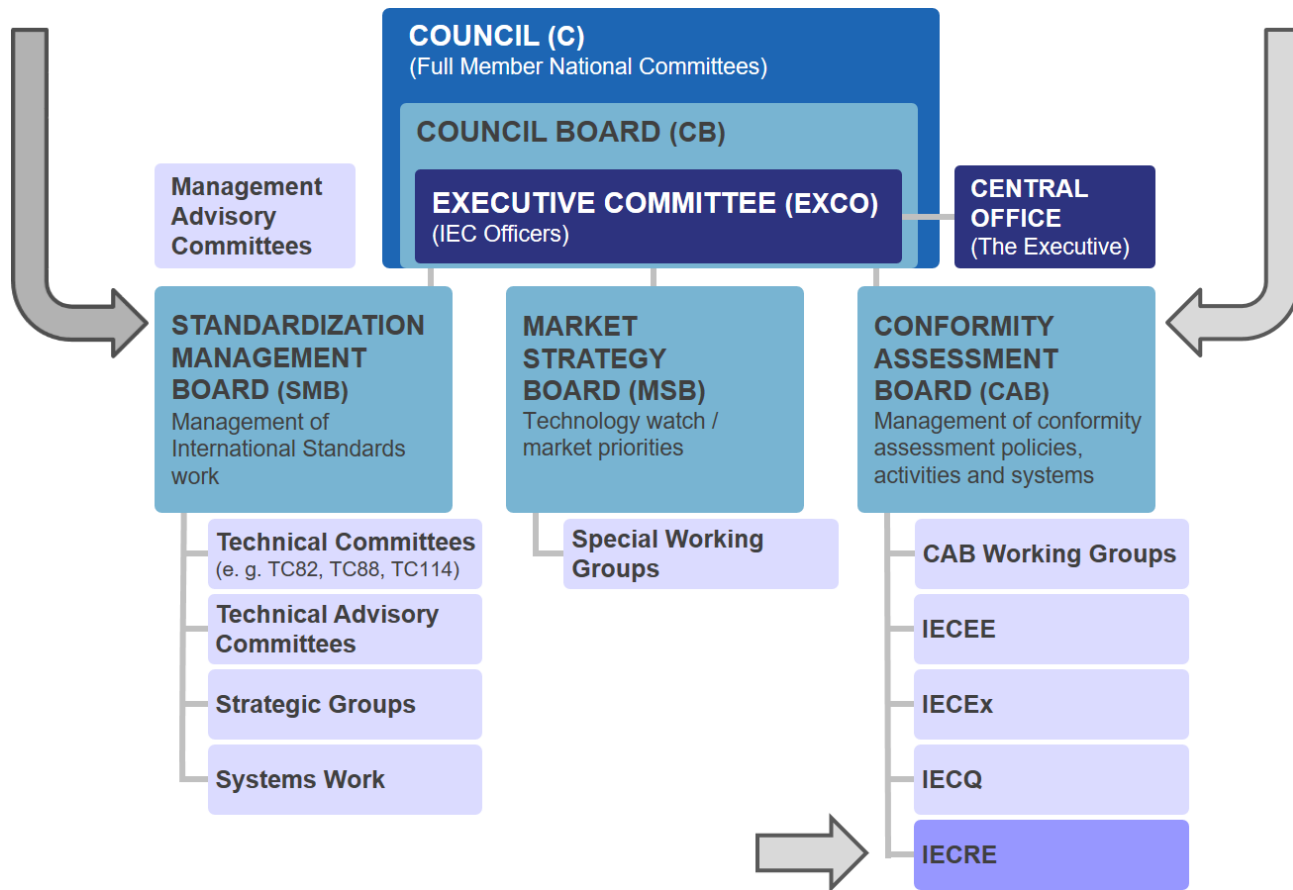 COUNCIL (C)
(Full Member National Committees)
COUNCIL BOARD (CB)
EXECUTIVE COMMITTEE (EXCO)
(IEC Officers)
Management
Advisory
Committees
CENTRAL
OFFICE
(The Executive)
STANDARDIZATION
MANAGEMENT
BOARD (SMB)
Management of
International Standards
work
MARKET
STRATEGY
BOARD (MSB)
Technology watch /
market priorities
CONFORMITY
ASSESSMENT
BOARD (CAB)
Management of conformity
assessment policies,
activities and systems
Technical Committees
(e. g. TC82, TC88, TC114)
Technical Advisory
Committees
Strategic Groups
Systems Work
Special Working
Groups
CAB Working Groups
IECEE
IECEx
IECQ
IECRE